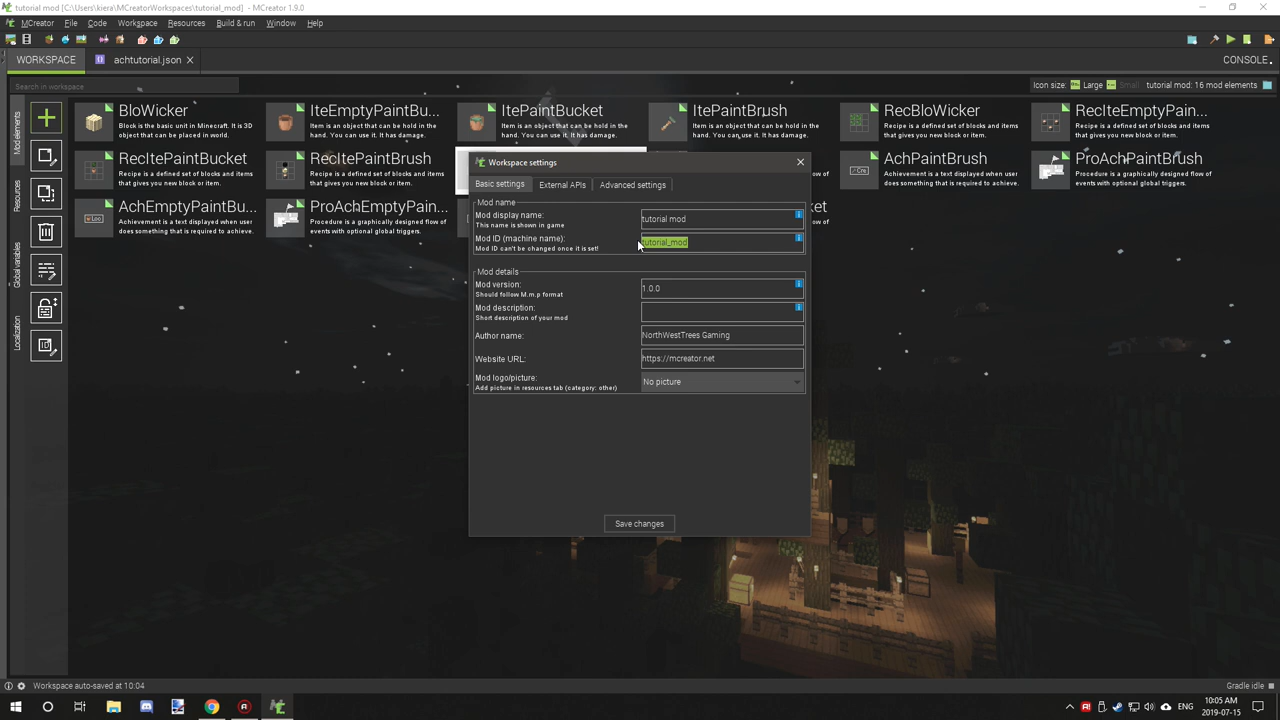 tutorial mod [C:\Users\kiera\MCreatorWorkspaces\tutorial_mod] - MCreator 1.9.0
MCreator File Code Workspace Resources Build & run Window Help
WORKSPACE achtutorial.json CONSOLE
Search in workspace
Icon size: Large Small tutorial mod: 16 mod elements
Mod elements
Resources
Global variables
Localization
BloWicker
Block is the basic unit in Minecraft. It is 3D
object that can be placed in world.
IteEmptyPaintBu...
Item is an object that can be hold in the
hand. You can use it. It has damage.
ItePaintBucket
Item is an object that can be hold in the
hand. You can use it. It has damage.
ItePaintBrush
Item is an object that can be hold in the
hand. You can use it. It has damage.
RecBloWicker
Recipe is a defined set of blocks and items
that gives you new block or item.
RecIteEmptyPain...
Recipe is a defined set of blocks and items
that gives you new block or item.
RecItePaintBucket
Recipe is a defined set of blocks and items
that gives you new block or item.
RecItePaintBrush
Recipe is a defined set of blocks and items
that gives you new block or item.
Cre
AchPaintBrush
Achievement is a text displayed when user
does something that is required to achieve.
ProAchPaintBrush
Procedure is a graphically designed flow of
events with optional global triggers.
Loo
AchEmptyPaintBu...
Achievement is a text displayed when user
does something that is required to achieve.
ProAchEmptyPain...
Procedure is a graphically designed flow of
events with optional global triggers.
ket
Workspace settings
Basic settings External APIs Advanced settings
Mod name
Mod display name:
This name is shown in game
tutorial mod
Mod ID (machine name):
Mod ID can't be changed once it is set!
tutorial_mod
Mod details
Mod version:
Should follow M.m.p format
1.0.0
Mod description:
Short description of your mod
Author name: NorthWestTrees Gaming
Website URL: https://mcreator.net
Mod logo/picture:
Add picture in resources tab (category: other)
No picture
Save changes
Workspace auto-saved at 10:04
Gradle idle
ENG
10:05 AM
2019-07-15